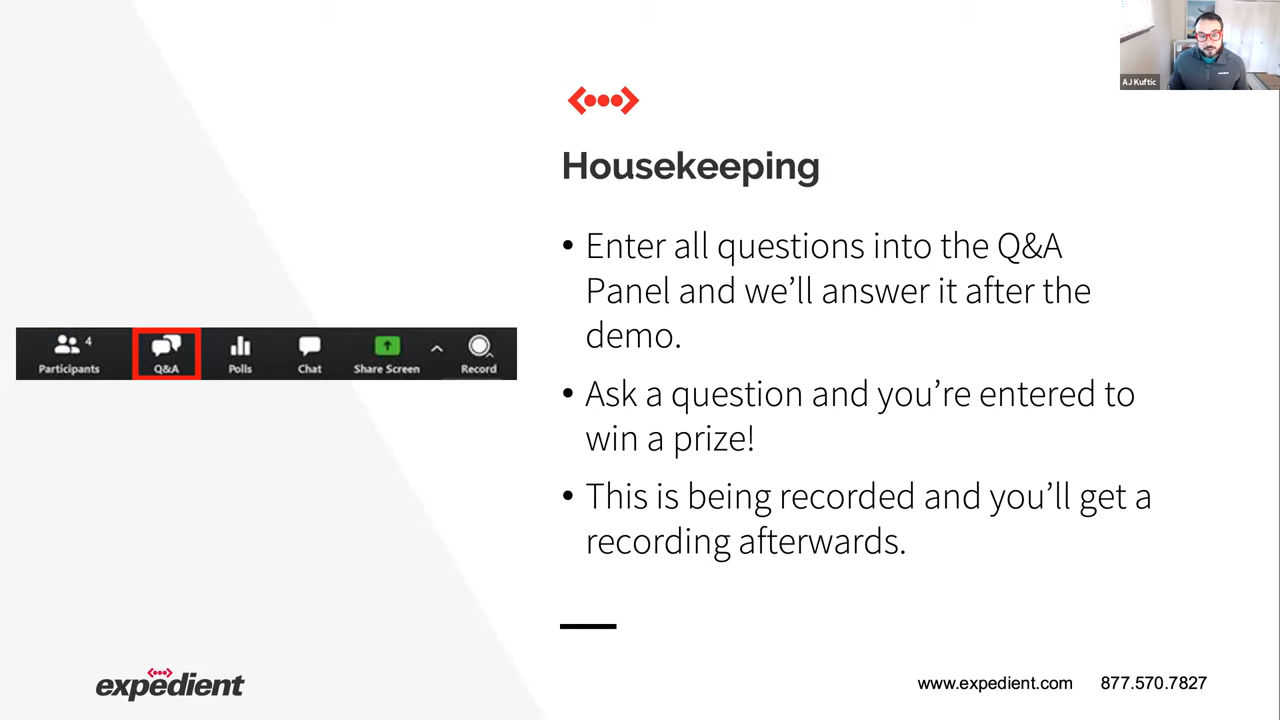 AJ Kuftic
Housekeeping
• Enter all questions into the Q&A
Panel and we’ll answer it after the
demo.
• Ask a question and you’re entered to
win a prize!
• This is being recorded and you’ll get a
recording afterwards.
4
Participants
Q&A
Polls
Chat
Share Screen
Record
expedient
www.expedient.com
877.570.7827